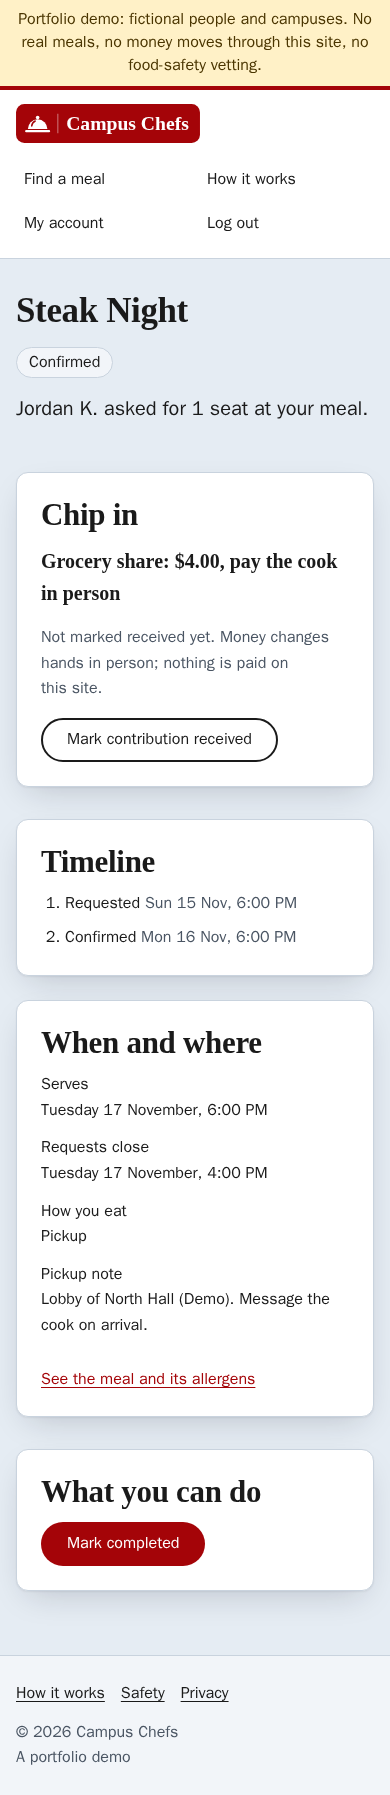 Portfolio demo: fictional people and campuses. No
real meals, no money moves through this site, no
food-safety vetting.
Campus Chefs
Find a meal
How it works
My account
Log out
Steak Night
Confirmed
Jordan K. asked for 1 seat at your meal.
Chip in
Grocery share: $4.00, pay the cook
in person
Not marked received yet. Money changes
hands in person; nothing is paid on
this site.
Mark contribution received
Timeline
1. Requested Sun 15 Nov, 6:00 PM
2. Confirmed Mon 16 Nov, 6:00 PM
When and where
Serves
Tuesday 17 November, 6:00 PM
Requests close
Tuesday 17 November, 4:00 PM
How you eat
Pickup
Pickup note
Lobby of North Hall (Demo). Message the
cook on arrival.
See the meal and its allergens
What you can do
Mark completed
How it works Safety Privacy
© 2026 Campus Chefs
A portfolio demo